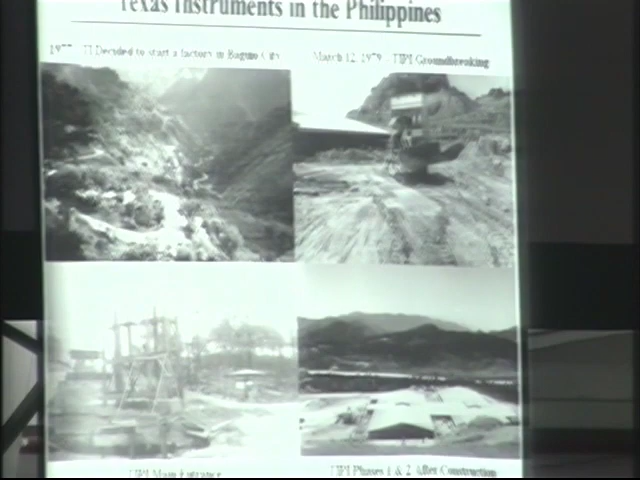 Texas Instruments in the Philippines
1977 - TI Decided to start a factory in Baguio City
March 12, 1979 - TIPI Groundbreaking
TIPI Main Entrance
TIPI Phases 1 & 2 After Construction